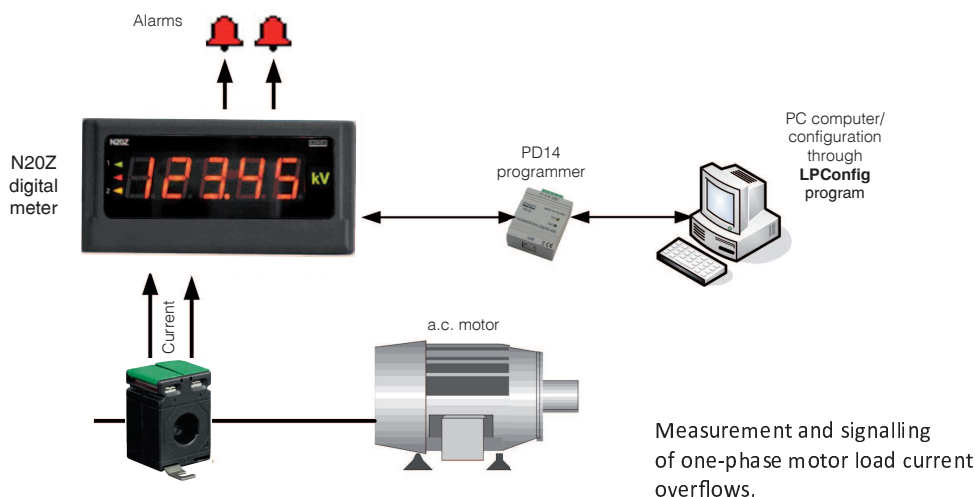 Alarms
N20Z
digital
meter
N20Z
1
2
123.45
kV
PD14
programmer
PC computer/
configuration
through
LPConfig
program
Current
a.c. motor
Measurement and signalling
of one-phase motor load current
overflows.